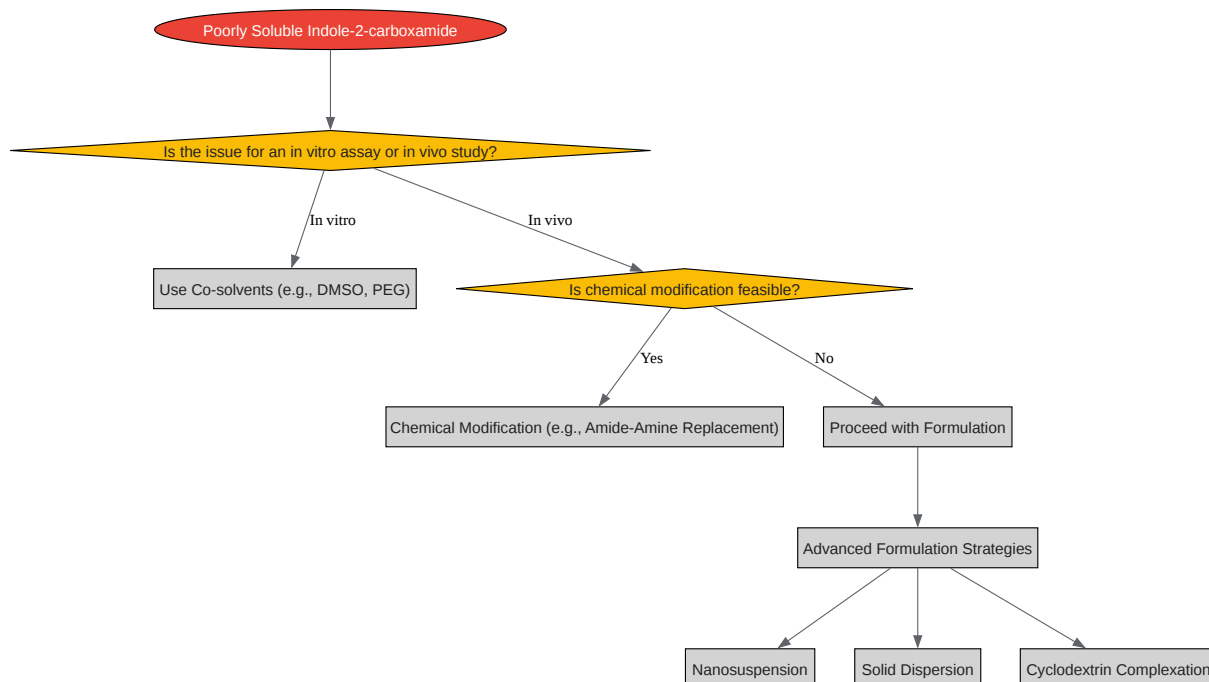 Poorly Soluble Indole-2-carboxamide
Is the issue for an in vitro assay or in vivo study?
In vitro
In vivo
Use Co-solvents (e.g., DMSO, PEG)
Is chemical modification feasible?
Yes
No
Chemical Modification (e.g., Amide-Amine Replacement)
Proceed with Formulation
Advanced Formulation Strategies
Nanosuspension
Solid Dispersion
Cyclodextrin Complexation